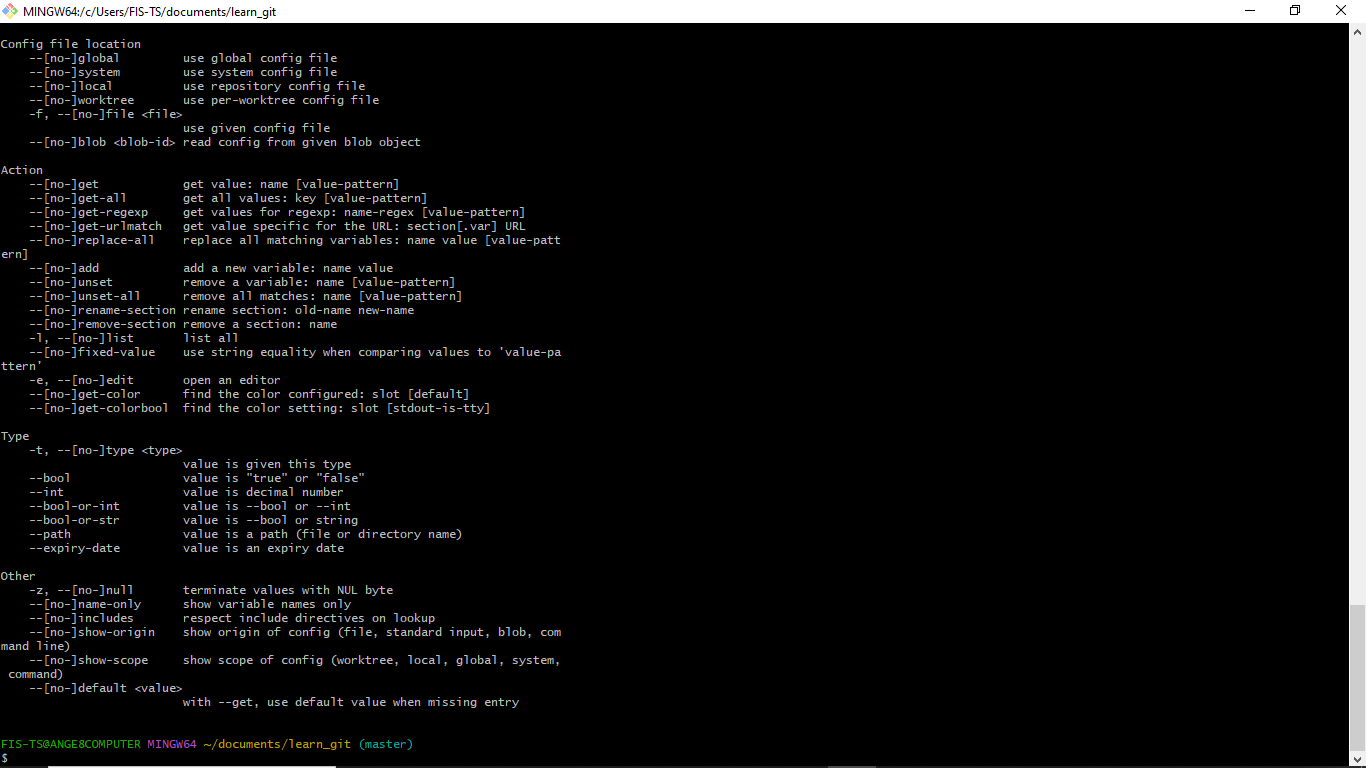 MINGW64:/c/Users/FIS-TS/documents/learn_git
Config file location
    --[no-]global         use global config file
    --[no-]system         use system config file
    --[no-]local          use repository config file
    --[no-]worktree       use per-worktree config file
    -f, --[no-]file <file>
                          use given config file
    --[no-]blob <blob-id> read config from given blob object

Action
    --[no-]get            get value: name [value-pattern]
    --[no-]get-all        get all values: key [value-pattern]
    --[no-]get-regexp     get values for regexp: name-regex [value-pattern]
    --[no-]get-urlmatch   get value specific for the URL: section[.var] URL
    --[no-]replace-all    replace all matching variables: name value [value-patt
ern]
    --[no-]add            add a new variable: name value
    --[no-]unset          remove a variable: name [value-pattern]
    --[no-]unset-all      remove all matches: name [value-pattern]
    --[no-]rename-section rename section: old-name new-name
    --[no-]remove-section remove a section: name
    -l, --[no-]list       list all
    --[no-]fixed-value    use string equality when comparing values to 'value-pa
ttern'
    -e, --[no-]edit       open an editor
    --[no-]get-color      find the color configured: slot [default]
    --[no-]get-colorbool  find the color setting: slot [stdout-is-tty]

Type
    -t, --[no-]type <type>
                          value is given this type
    --bool                value is "true" or "false"
    --int                 value is decimal number
    --bool-or-int         value is --bool or --int
    --bool-or-str         value is --bool or string
    --path                value is a path (file or directory name)
    --expiry-date         value is an expiry date

Other
    -z, --[no-]null       terminate values with NUL byte
    --[no-]name-only      show variable names only
    --[no-]includes       respect include directives on lookup
    --[no-]show-origin    show origin of config (file, standard input, blob, com
mand line)
    --[no-]show-scope     show scope of config (worktree, local, global, system,
 command)
    --[no-]default <value>
                          with --get, use default value when missing entry

FIS-TS@ANGE8COMPUTER MINGW64 ~/documents/learn_git (master)
$